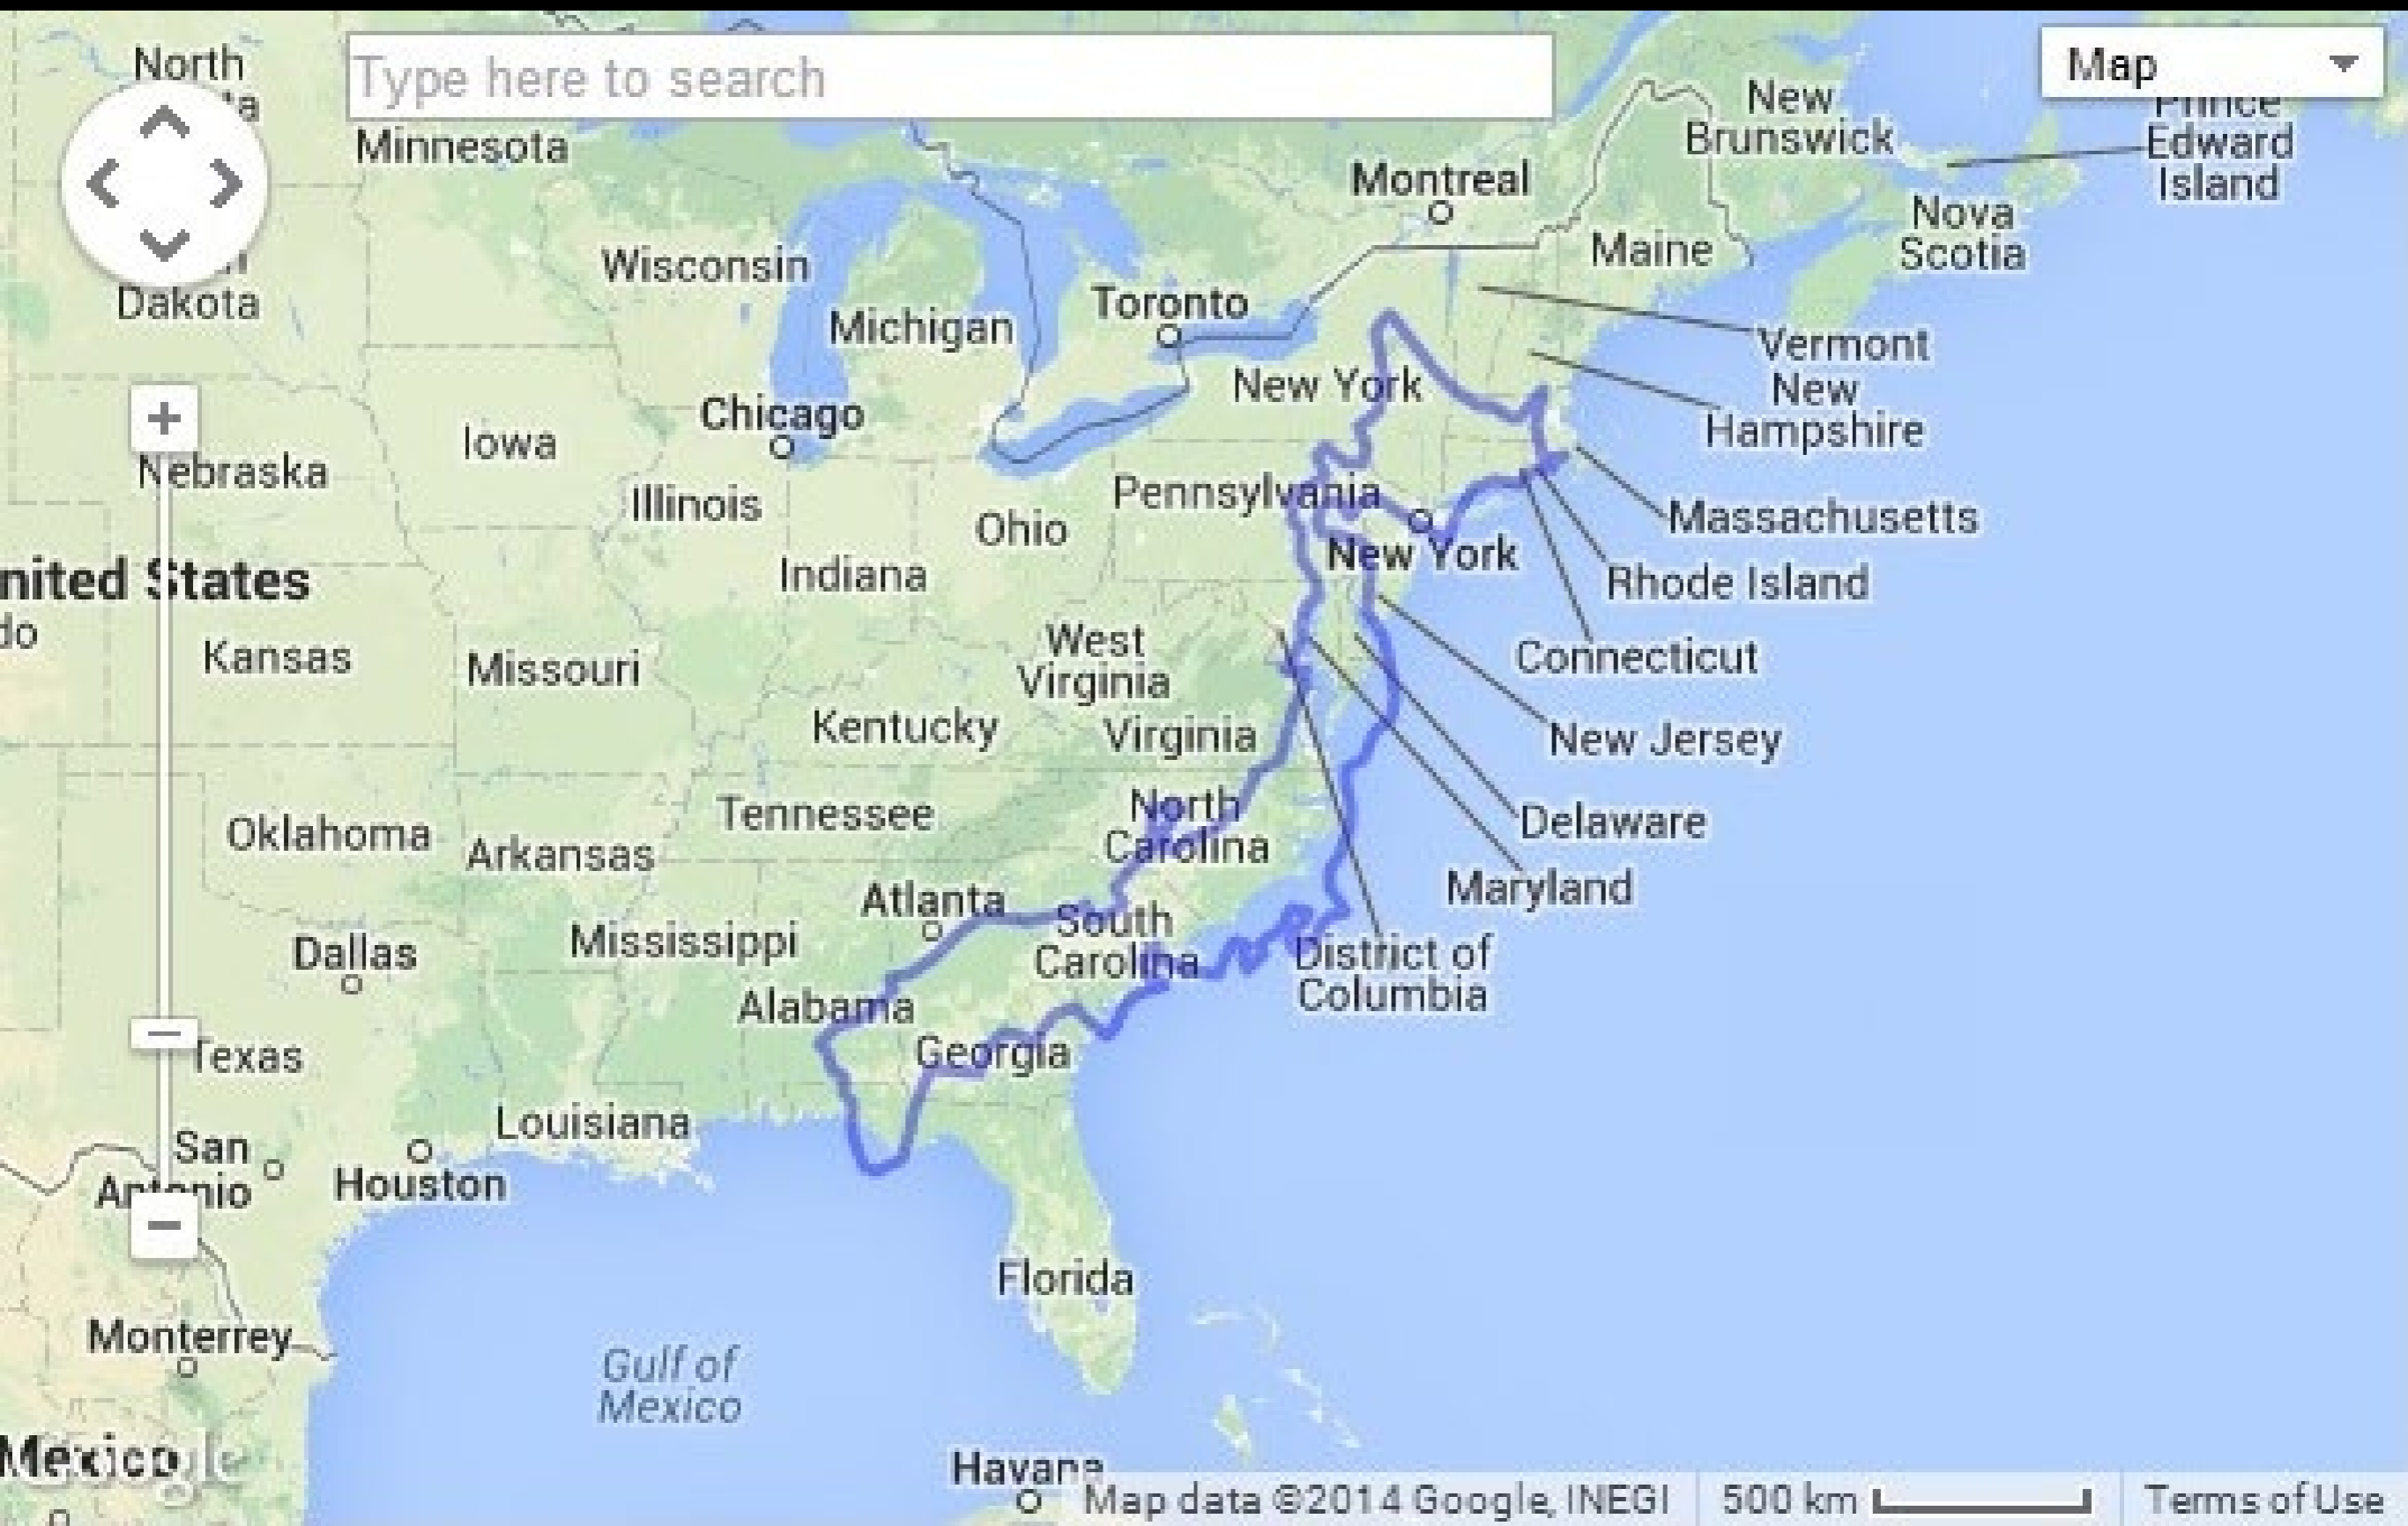 North
Type here to search
Map
Minnesota
New
Brunswick
Prince
Edward
Island
Montreal
Nova
Scotia
Wisconsin
Maine
Dakota
Michigan
Toronto
Vermont
New York
New
Hampshire
Chicago
Iowa
Nebraska
Illinois
Pennsylvania
Ohio
Massachusetts
New York
Indiana
nited States
Rhode Island
do
Kansas
Missouri
West
Virginia
Connecticut
Kentucky
Virginia
New Jersey
Oklahoma
Arkansas
Tennessee
North
Carolina
Delaware
Maryland
Atlanta
South
Carolina
Mississippi
Dallas
District of
Columbia
Alabama
Georgia
Texas
Louisiana
San
Antonio
Houston
Florida
Monterrey
Gulf of
Mexico
Mexico
Havana
Map data ©2014 Google, INEGI
500 km
Terms of Use